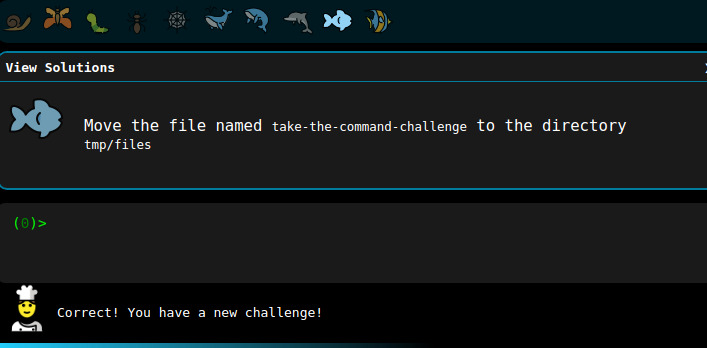 View Solutions
Move the file named take-the-command-challenge to the directory
tmp/files
(0)>
Correct! You have a new challenge!